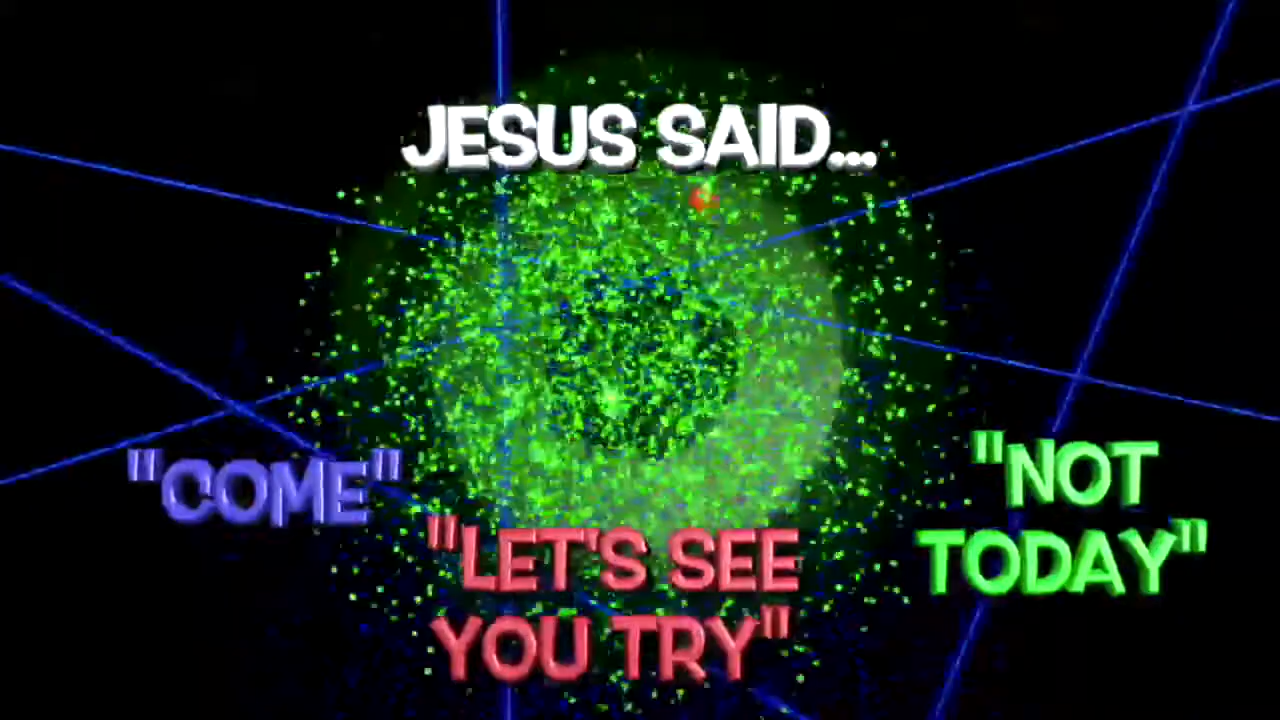 JESUS SAID...
"COME"
"LET'S SEE
YOU TRY"
"NOT
TODAY"